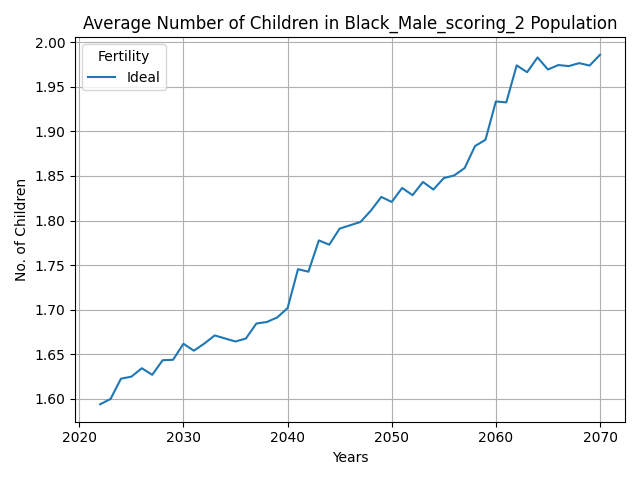 Average Number of Children in Black_Male_scoring_2 Population
Fertility
Ideal
No. of Children
2.00
1.95
1.90
1.85
1.80
1.75
1.70
1.65
1.60
2020 2030 2040 2050 2060 2070
Years